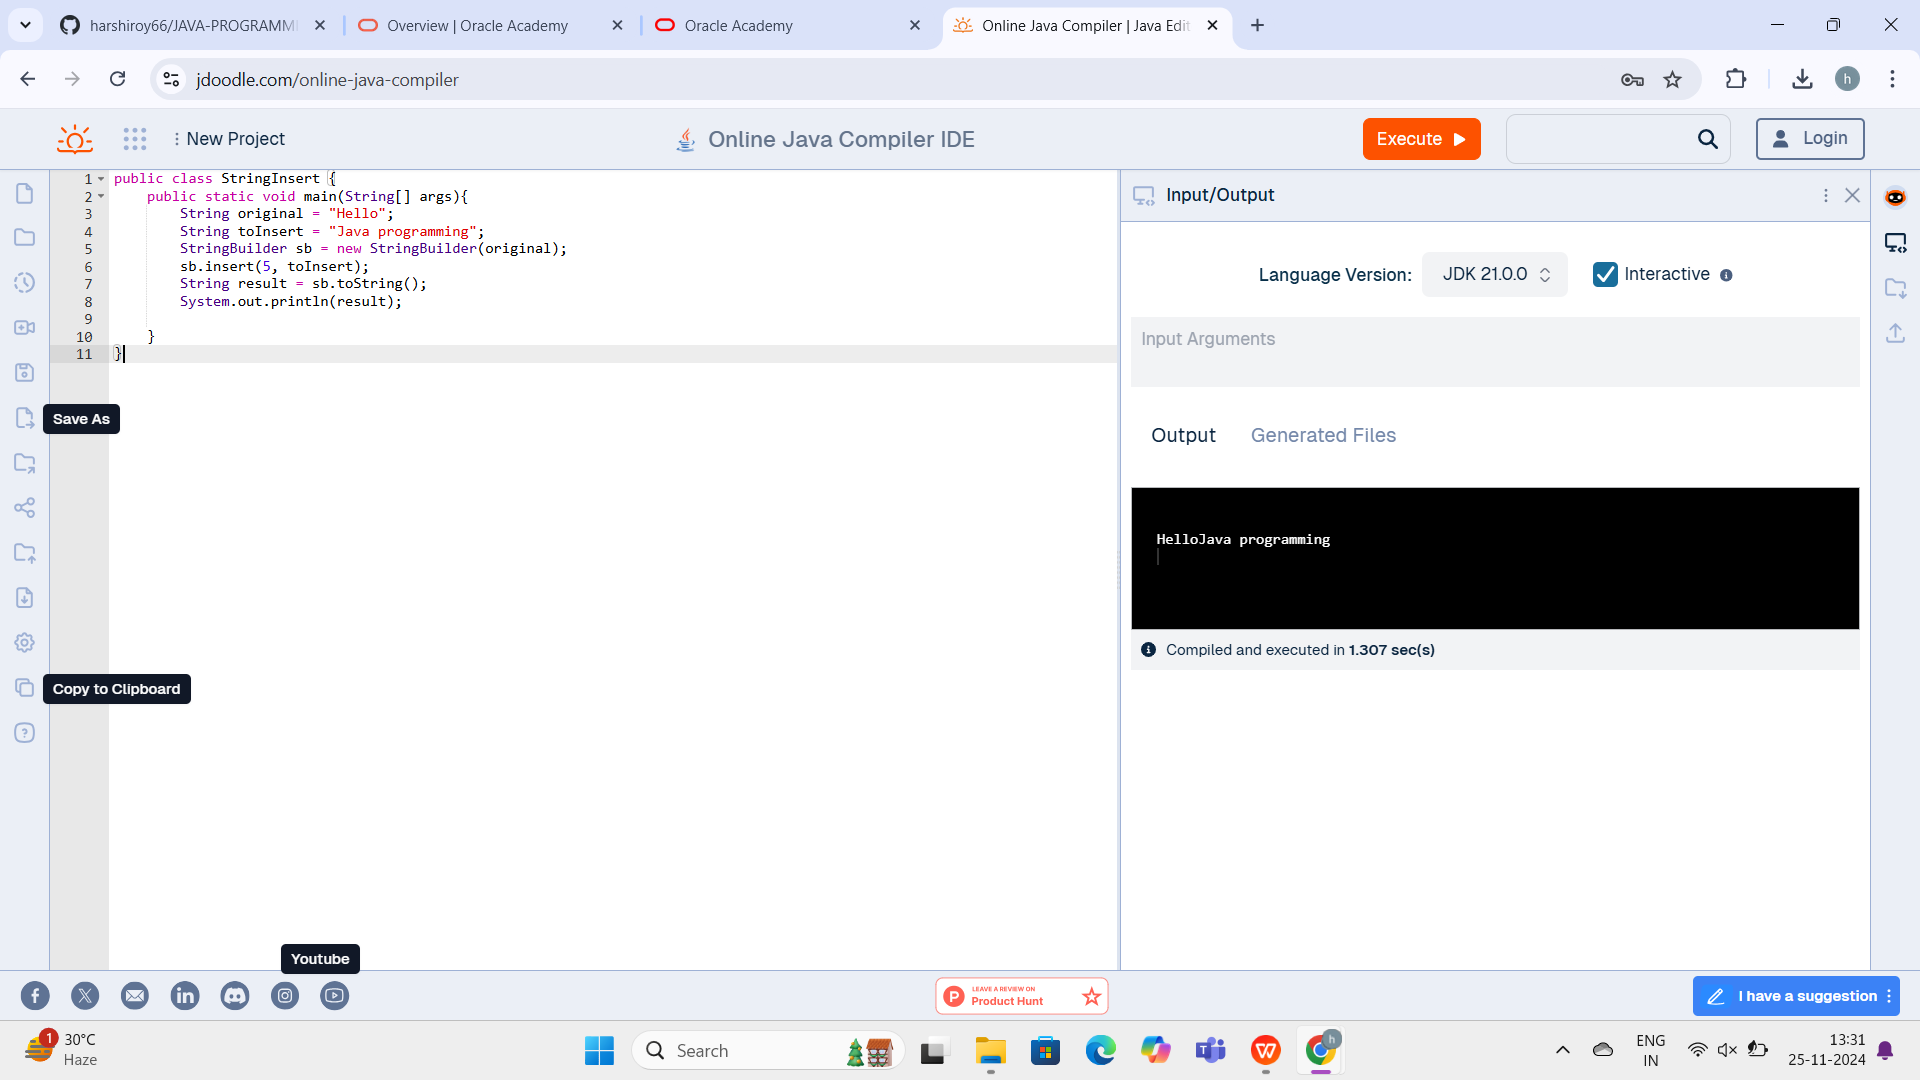 harshiroy66/JAVA-PROGRAMMI
Overview | Oracle Academy
Oracle Academy
Online Java Compiler | Java Edit
jdoodle.com/online-java-compiler
h
New Project
Online Java Compiler IDE
Execute
Login
1 public class StringInsert {
2 public static void main(String[] args){
3 String original = "Hello";
4 String toInsert = "Java programming";
5 StringBuilder sb = new StringBuilder(original);
6 sb.insert(5, toInsert);
7 String result = sb.toString();
8 System.out.println(result);
9
10 }
11 }
Save As
Copy to Clipboard
Youtube
Input/Output
Language Version:
JDK 21.0.0
Interactive
Input Arguments
Output
Generated Files
HelloJava programming
Compiled and executed in 1.307 sec(s)
LEAVE A REVIEW ON
Product Hunt
I have a suggestion
1
30°C
Haze
Search
h
ENG
IN
13:31
25-11-2024